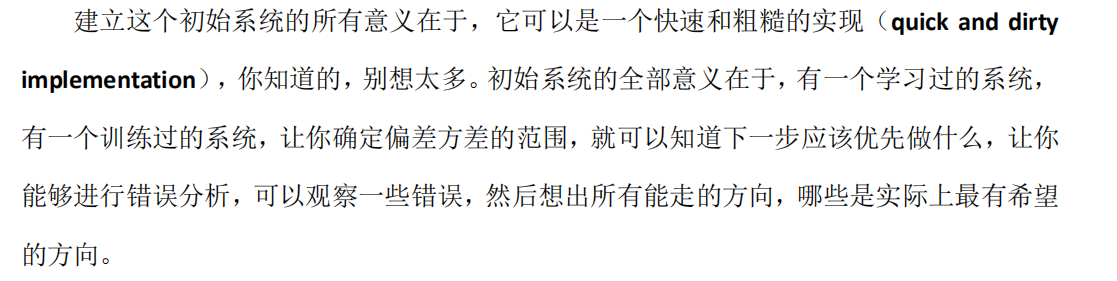 建立这个初始系统的所有意义在于，它可以是一个快速和粗糙的实现（quick and dirty
implementation），你知道的，别想太多。初始系统的全部意义在于，有一个学习过的系统，
有一个训练过的系统，让你确定偏差方差的范围，就可以知道下一步应该优先做什么，让你
能够进行错误分析，可以观察一些错误，然后想出所有能走的方向，哪些是实际上最有希望
的方向。